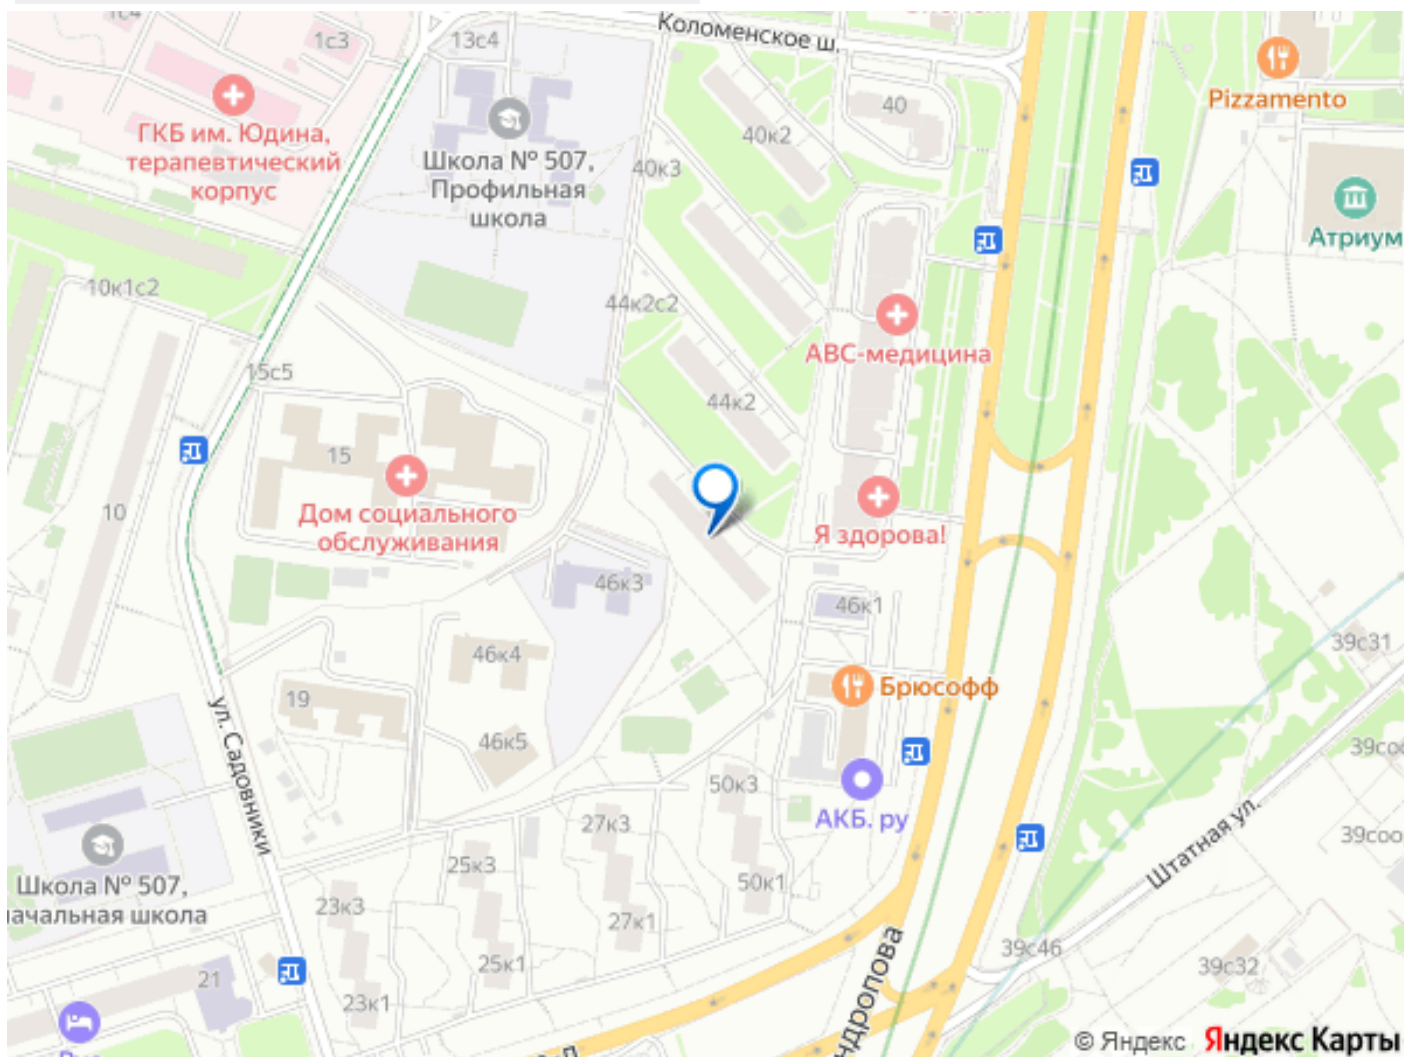 Коломенское ш.
1с3
13с4
40
Pizzamento
ГКБ им. Юдина,
терапевтический
корпус
40к2
Школа № 507,
Профильная
школа
40к3
Атриум
10к1с2
44к2с2
АВС-медицина
15с5
44к2
15
10
Дом социального
обслуживания
Я здорова!
46к3
46к1
39с31
46к4
Брюсофф
19
ул. Садовники
46к5
50к3
АКБ. ру
27к3
Штатная ул.
Школа № 507,
начальная школа
25к3
50к1
23к3
27к1
39с46
39с32
25к1
21
23к1
© Яндекс Яндекс Карты